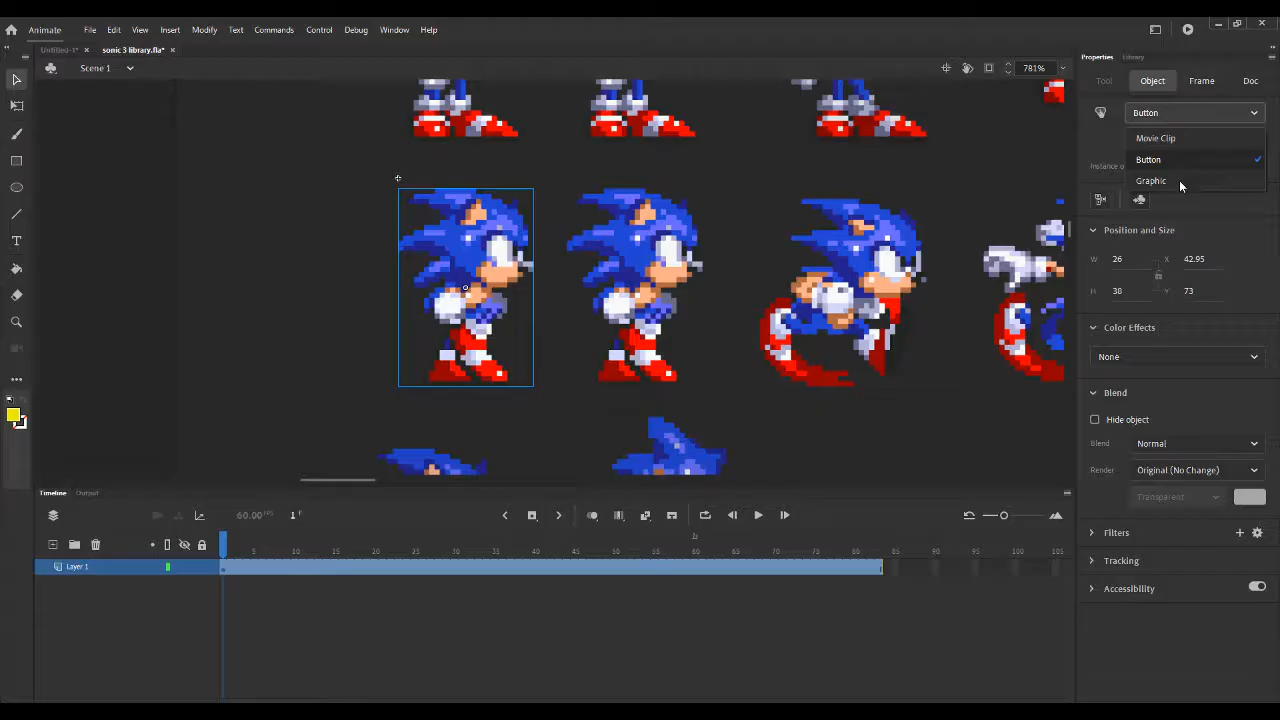 Animate File Edit View Insert Modify Text Commands Control Debug Window Help
Untitled-1* × sonic 3 library.fla* ×
Scene 1 781%
Properties Library
Tool Object Frame Doc
Button
Movie Clip
Button
Graphic
Instance o
Position and Size
W 26 X 42.95
H 38 Y 73
Color Effects
None
Blend
Hide object
Blend Normal
Render Original (No Change)
Transparent
Filters
Tracking
Accessibility
Timeline Output
60.00 FPS 1 F
5 10 15 20 25 30 35 40 45 50 55 60 65 70 75 80 85 90 95 100 105
1s
Layer 1